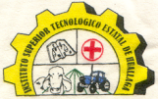 INSTITUTO SUPERIOR TECNOLOGICO ESTATAL DE HUALLAGA